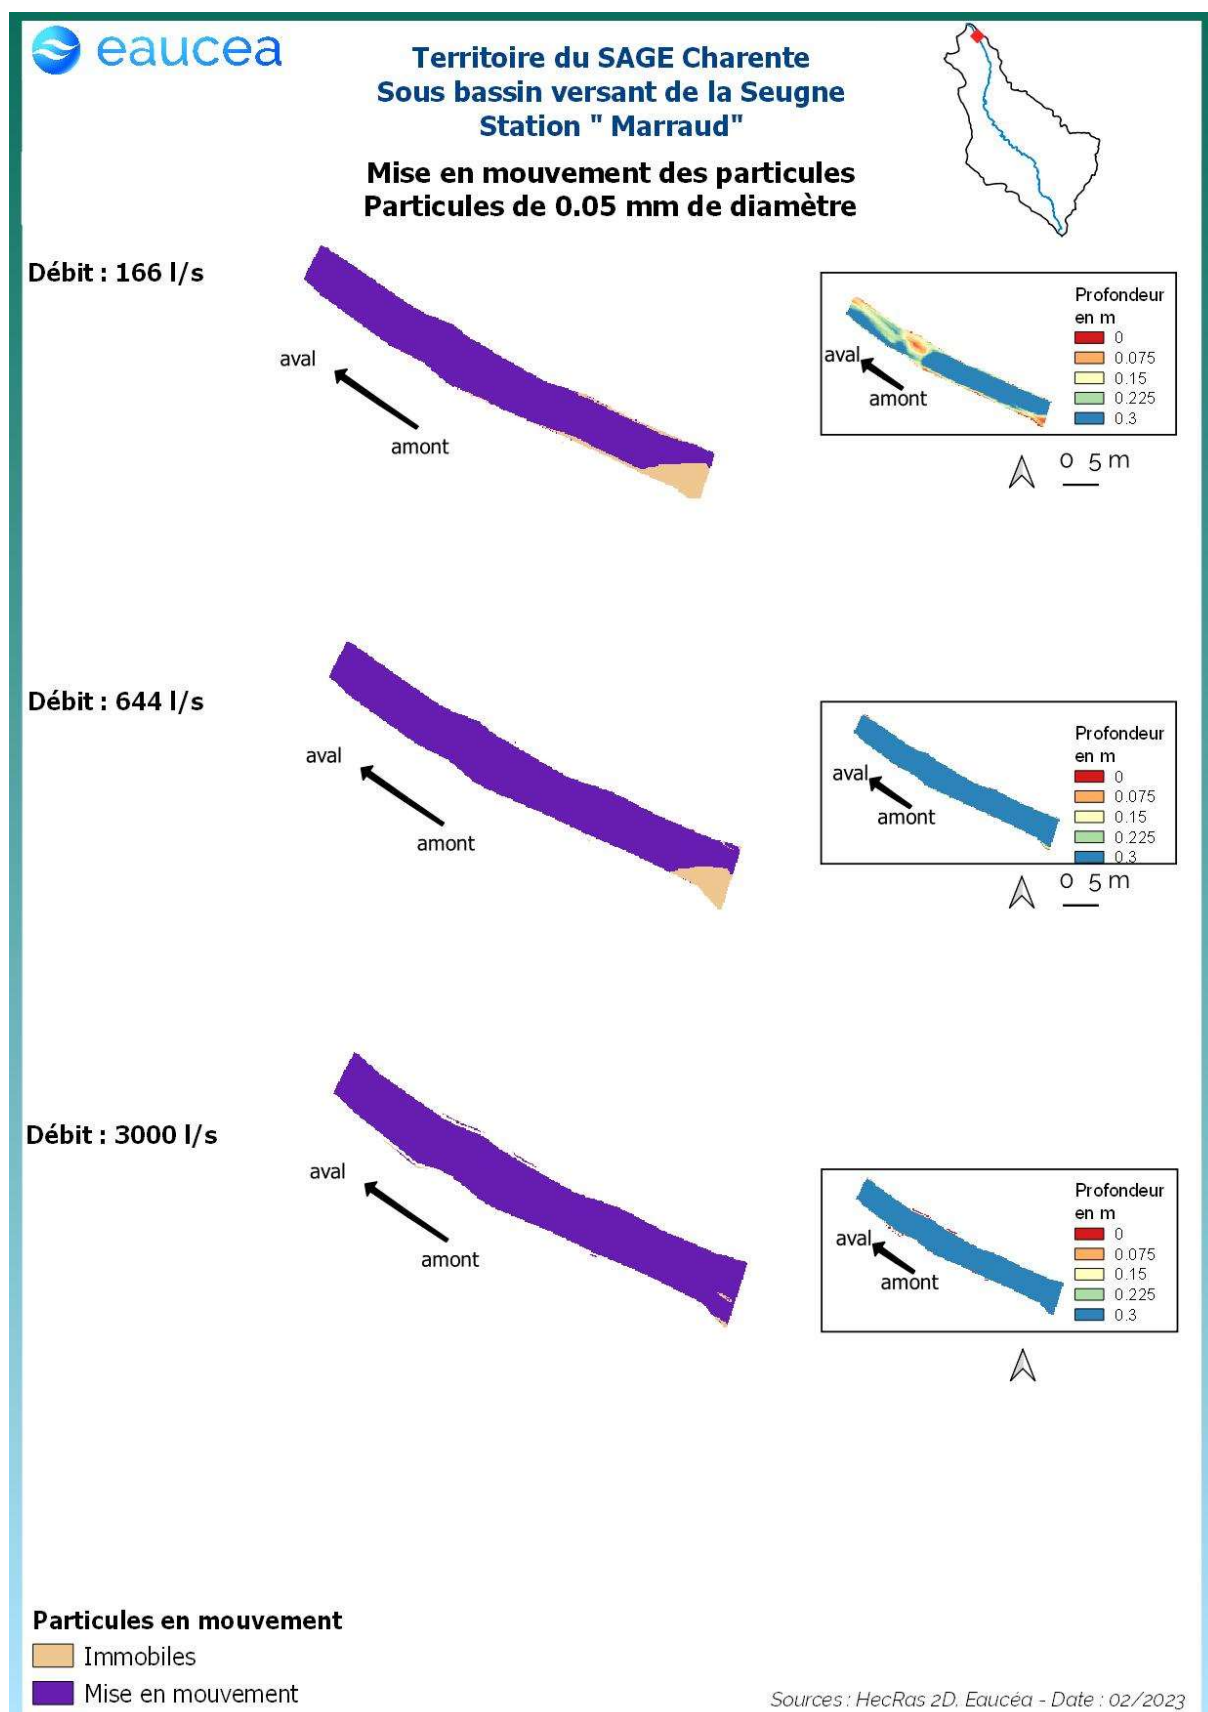 eaucea
Territoire du SAGE Charente
Sous bassin versant de la Seugne
Station " Marraud"
Mise en mouvement des particules
Particules de 0.05 mm de diamètre
Débit : 166 l/s
aval
amont
Profondeur
en m
0
0.075
0.15
0.225
0.3
aval
amont
0 5 m
Débit : 644 l/s
aval
amont
Profondeur
en m
0
0.075
0.15
0.225
0.3
aval
amont
0 5 m
Débit : 3000 l/s
aval
amont
Profondeur
en m
0
0.075
0.15
0.225
0.3
aval
amont
Particules en mouvement
Immobiles
Mise en mouvement
Sources : HecRas 2D. Eaucéa - Date : 02/2023